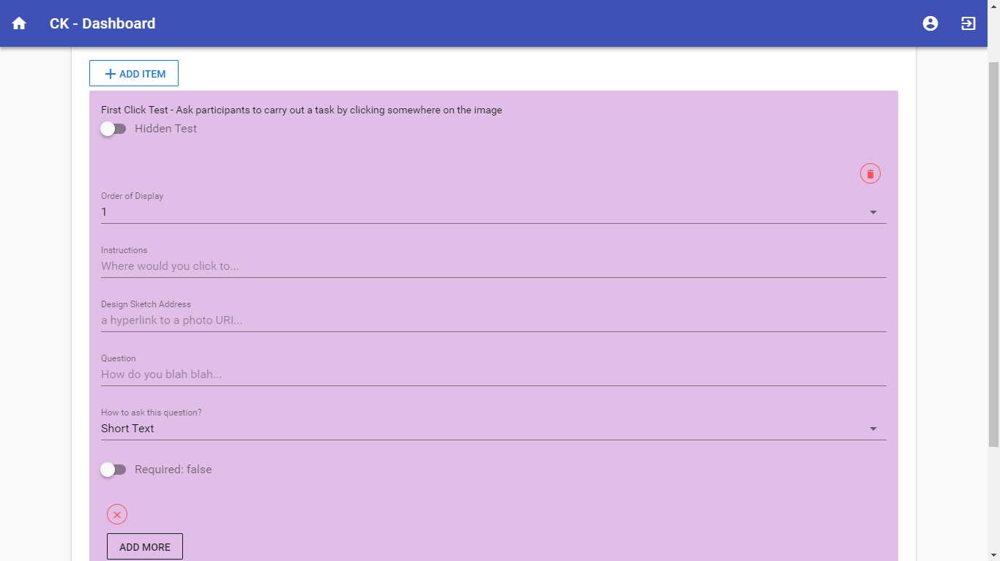 CK - Dashboard
ADD ITEM
First Click Test - Ask participants to carry out a task by clicking somewhere on the image
Hidden Test
Order of Display
1
Instructions
Where would you click to...
Design Sketch Address
a hyperlink to a photo URI...
Question
How do you blah blah...
How to ask this question?
Short Text
Required: false
ADD MORE